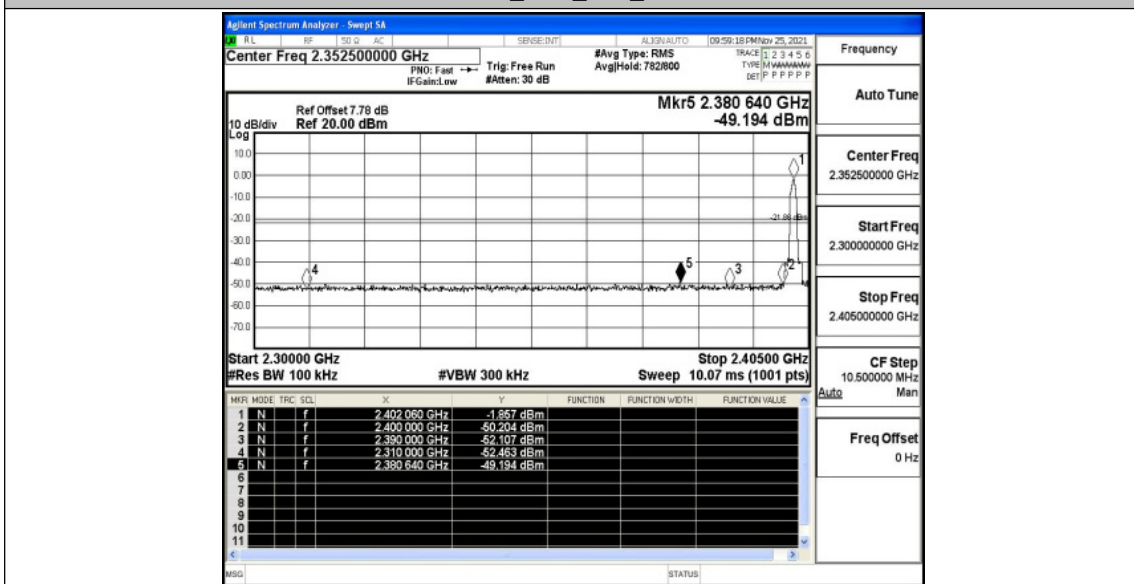 Agilent Spectrum Analyzer - Swept SA
RL RF 50 Ω AC SENSE:INT ALIGNAUTO 09:59:18 PM Nov 25, 2021
Center Freq 2.352500000 GHz
PNO: Fast
IFGain:Low
Trig: Free Run
#Atten: 30 dB
#Avg Type: RMS
Avg|Hold: 782/800
TRACE 1 2 3 4 5 6
TYPE M WWWWW
DET P P P P P P
Mkr5 2.380 640 GHz
-49.194 dBm
Ref Offset 7.78 dB
10 dB/div Ref 20.00 dBm
Log
10.0
0.00
-10.0
-20.0
-30.0
-40.0
-50.0
-60.0
-70.0
1
4
5
3
2
Start 2.30000 GHz Stop 2.40500 GHz
#Res BW 100 kHz #VBW 300 kHz Sweep 10.07 ms (1001 pts)
MKR MODE TRC SCL X Y FUNCTION FUNCTION WIDTH FUNCTION VALUE
1 N f 2.402 060 GHz -1.857 dBm
2 N f 2.400 000 GHz -50.204 dBm
3 N f 2.390 000 GHz -52.107 dBm
4 N f 2.310 000 GHz -52.463 dBm
5 N f 2.380 640 GHz -49.194 dBm
6
7
8
9
10
11
MSG STATUS
Frequency
Auto Tune
Center Freq
2.352500000 GHz
Start Freq
2.300000000 GHz
Stop Freq
2.405000000 GHz
CF Step
10.500000 MHz
Auto Man
Freq Offset
0 Hz